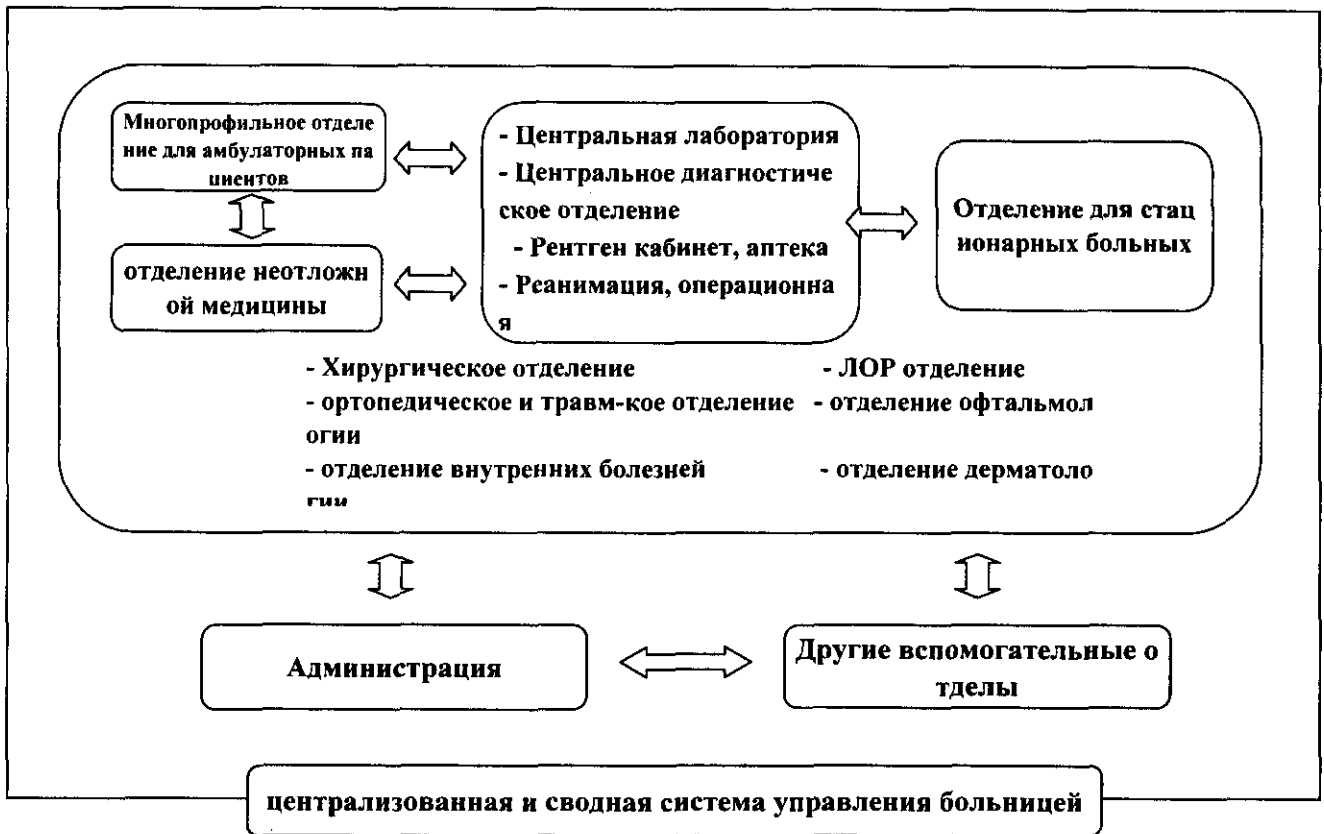 Многопрофильное отделе
ние для амбулаторных па
циентов
отделение неотложн
ой медицины
- Центральная лаборатория
- Центральное диагностиче
ское отделение
- Рентген кабинет, аптека
- Реанимация, операционна
я
Отделение для стац
ионарных больных
- Хирургическое отделение - ЛОР отделение
- ортопедическое и травм-кое отделение - отделение офтальмол
огии
- отделение внутренних болезней - отделение дерматоло
гии
Администрация
Другие вспомогательные о
тделы
централизованная и сводная система управления больницей